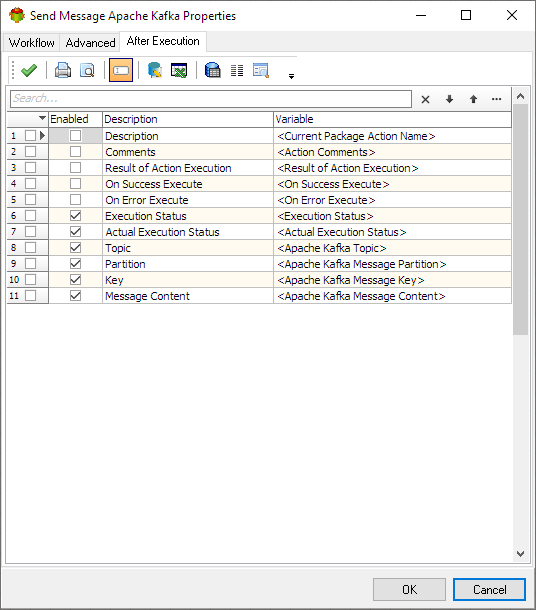 Send Message Apache Kafka Properties
Workflow Advanced After Execution
Search...
Enabled Description Variable
1 Description <Current Package Action Name>
2 Comments <Action Comments>
3 Result of Action Execution <Result of Action Execution>
4 On Success Execute <On Success Execute>
5 On Error Execute <On Error Execute>
6 Execution Status <Execution Status>
7 Actual Execution Status <Actual Execution Status>
8 Topic <Apache Kafka Topic>
9 Partition <Apache Kafka Message Partition>
10 Key <Apache Kafka Message Key>
11 Message Content <Apache Kafka Message Content>
OK Cancel